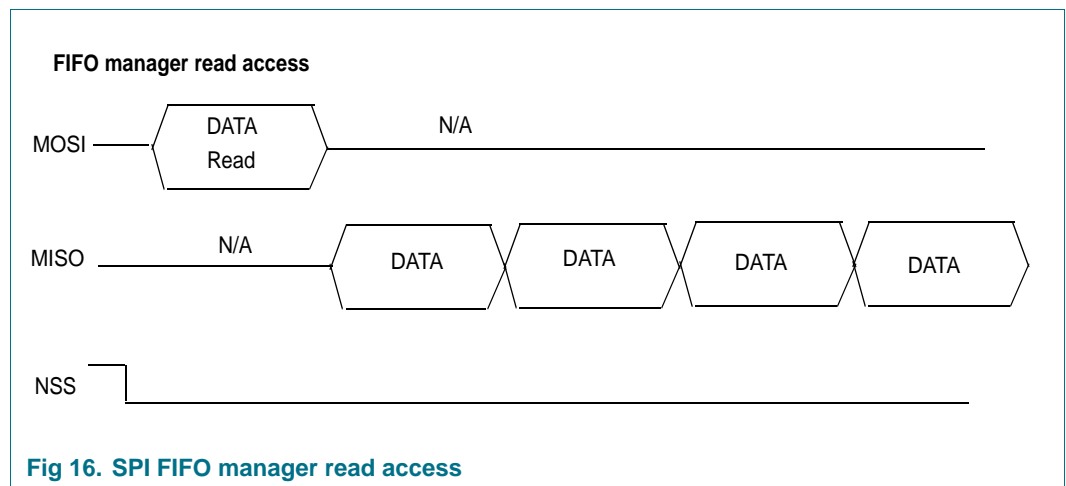 FIFO manager read access
MOSI
DATA
Read
N/A
MISO
N/A
DATA
DATA
DATA
DATA
NSS
Fig 16. SPI FIFO manager read access